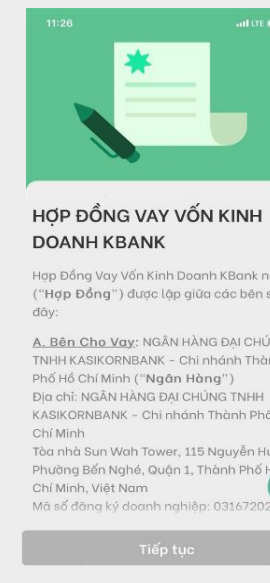 11:26
LTE
HỢP ĐỒNG VAY VỐN KINH
DOANH KBANK
Hợp Đồng Vay Vốn Kinh Doanh KBank
("Hợp Đồng") được lập giữa các bên
đây:
A. Bên Cho Vay: NGÂN HÀNG ĐẠI
TNHH KASIKORNBANK - Chi nhánh
Phố Hồ Chí Minh ("Ngân Hàng")
Địa chỉ: NGÂN HÀNG ĐẠI CHÚNG TNHH
KASIKORNBANK - Chi nhánh Thành Phố
Chí Minh
Tòa nhà Sun Wah Tower, 115 Nguyễn
Phường Bến Nghé, Quận 1, Thành Phố
Chí Minh, Việt Nam
Mã số đăng ký doanh nghiệp: 03167202
Tiếp tục